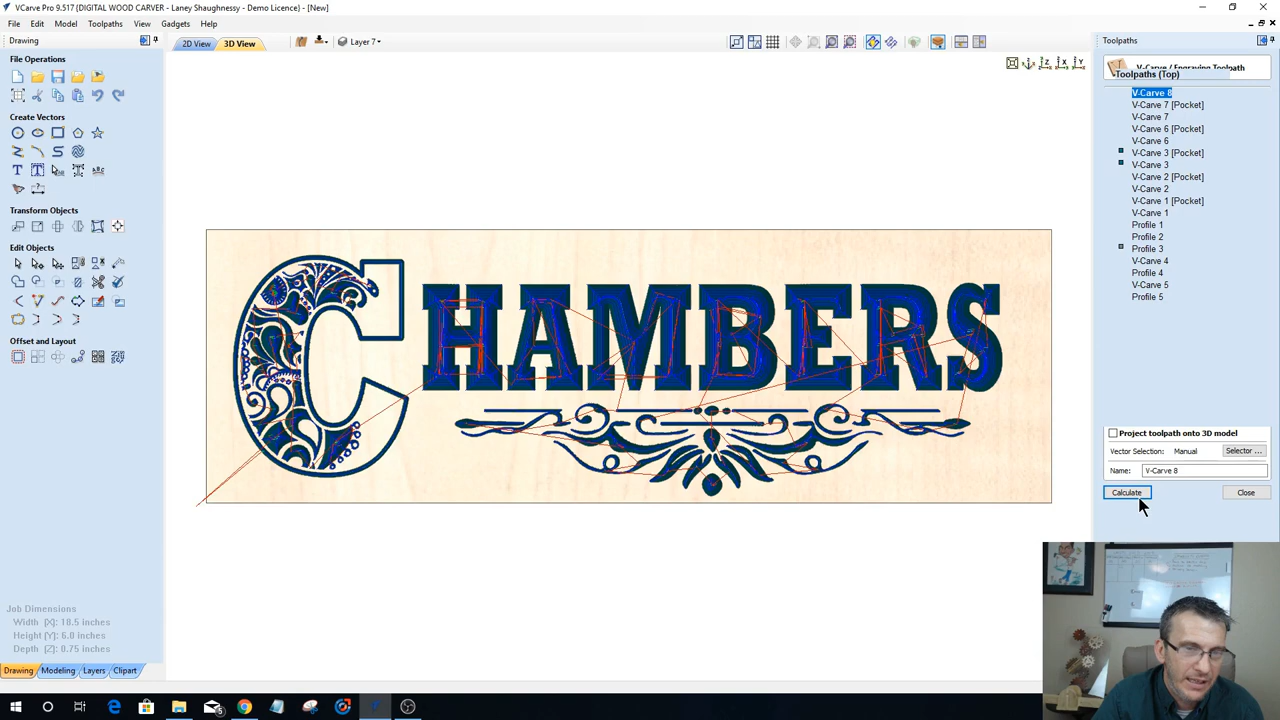 VCarve Pro 9.517 {DIGITAL WOOD CARVER - Laney Shaughnessy - Demo Licence} - [New]
File Edit Model Toolpaths View Gadgets Help
Drawing
2D View 3D View Layer 7
Toolpaths
File Operations
Create Vectors
Transform Objects
Edit Objects
Offset and Layout
Job Dimensions
Width (X): 18.5 inches
Height (Y): 6.0 inches
Depth (Z): 0.75 inches
Drawing Modeling Layers Clipart
Z X Y
CHAMBERS
V-Carve / Engraving Toolpath
Toolpaths (Top)
V-Carve 8
V-Carve 7 [Pocket]
V-Carve 7
V-Carve 6 [Pocket]
V-Carve 6
V-Carve 3 [Pocket]
V-Carve 3
V-Carve 2 [Pocket]
V-Carve 2
V-Carve 1 [Pocket]
V-Carve 1
Profile 1
Profile 2
Profile 3
V-Carve 4
Profile 4
V-Carve 5
Profile 5
Project toolpath onto 3D model
Vector Selection: Manual Selector ...
Name: V-Carve 8
Calculate Close